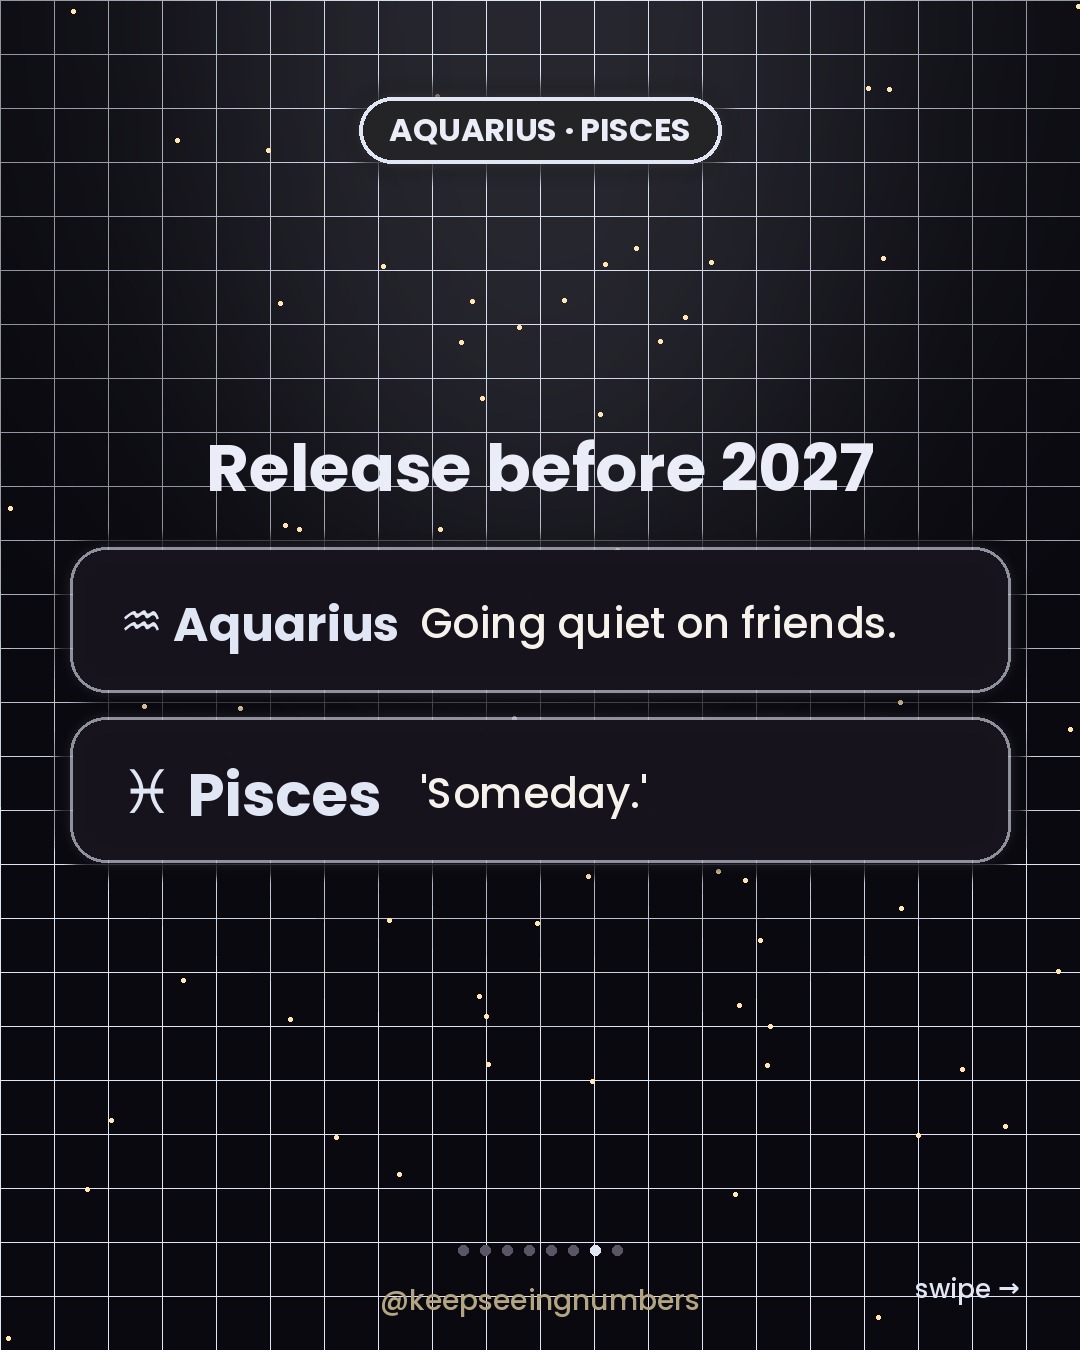 AQUARIUS · PISCES
Release before 2027
♒ Aquarius Going quiet on friends.
♓ Pisces 'Someday.'
@keepseeingnumbers
swipe →